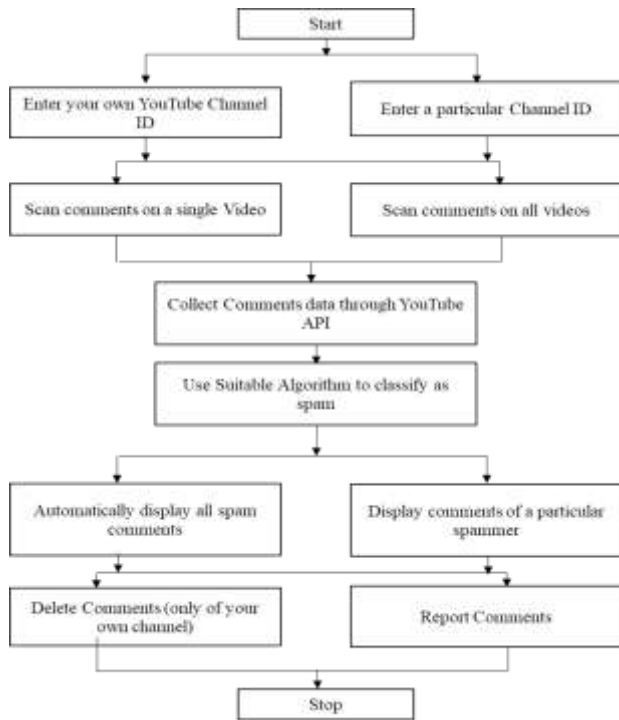 Start
Enter your own YouTube Channel
ID
Enter a particular Channel ID
Scan comments on a single Video
Scan comments on all videos
Collect Comments data through YouTube
API
Use Suitable Algorithm to classify as
spam
Automatically display all spam
comments
Display comments of a particular
spammer
Delete Comments (only of your
own channel)
Report Comments
Stop